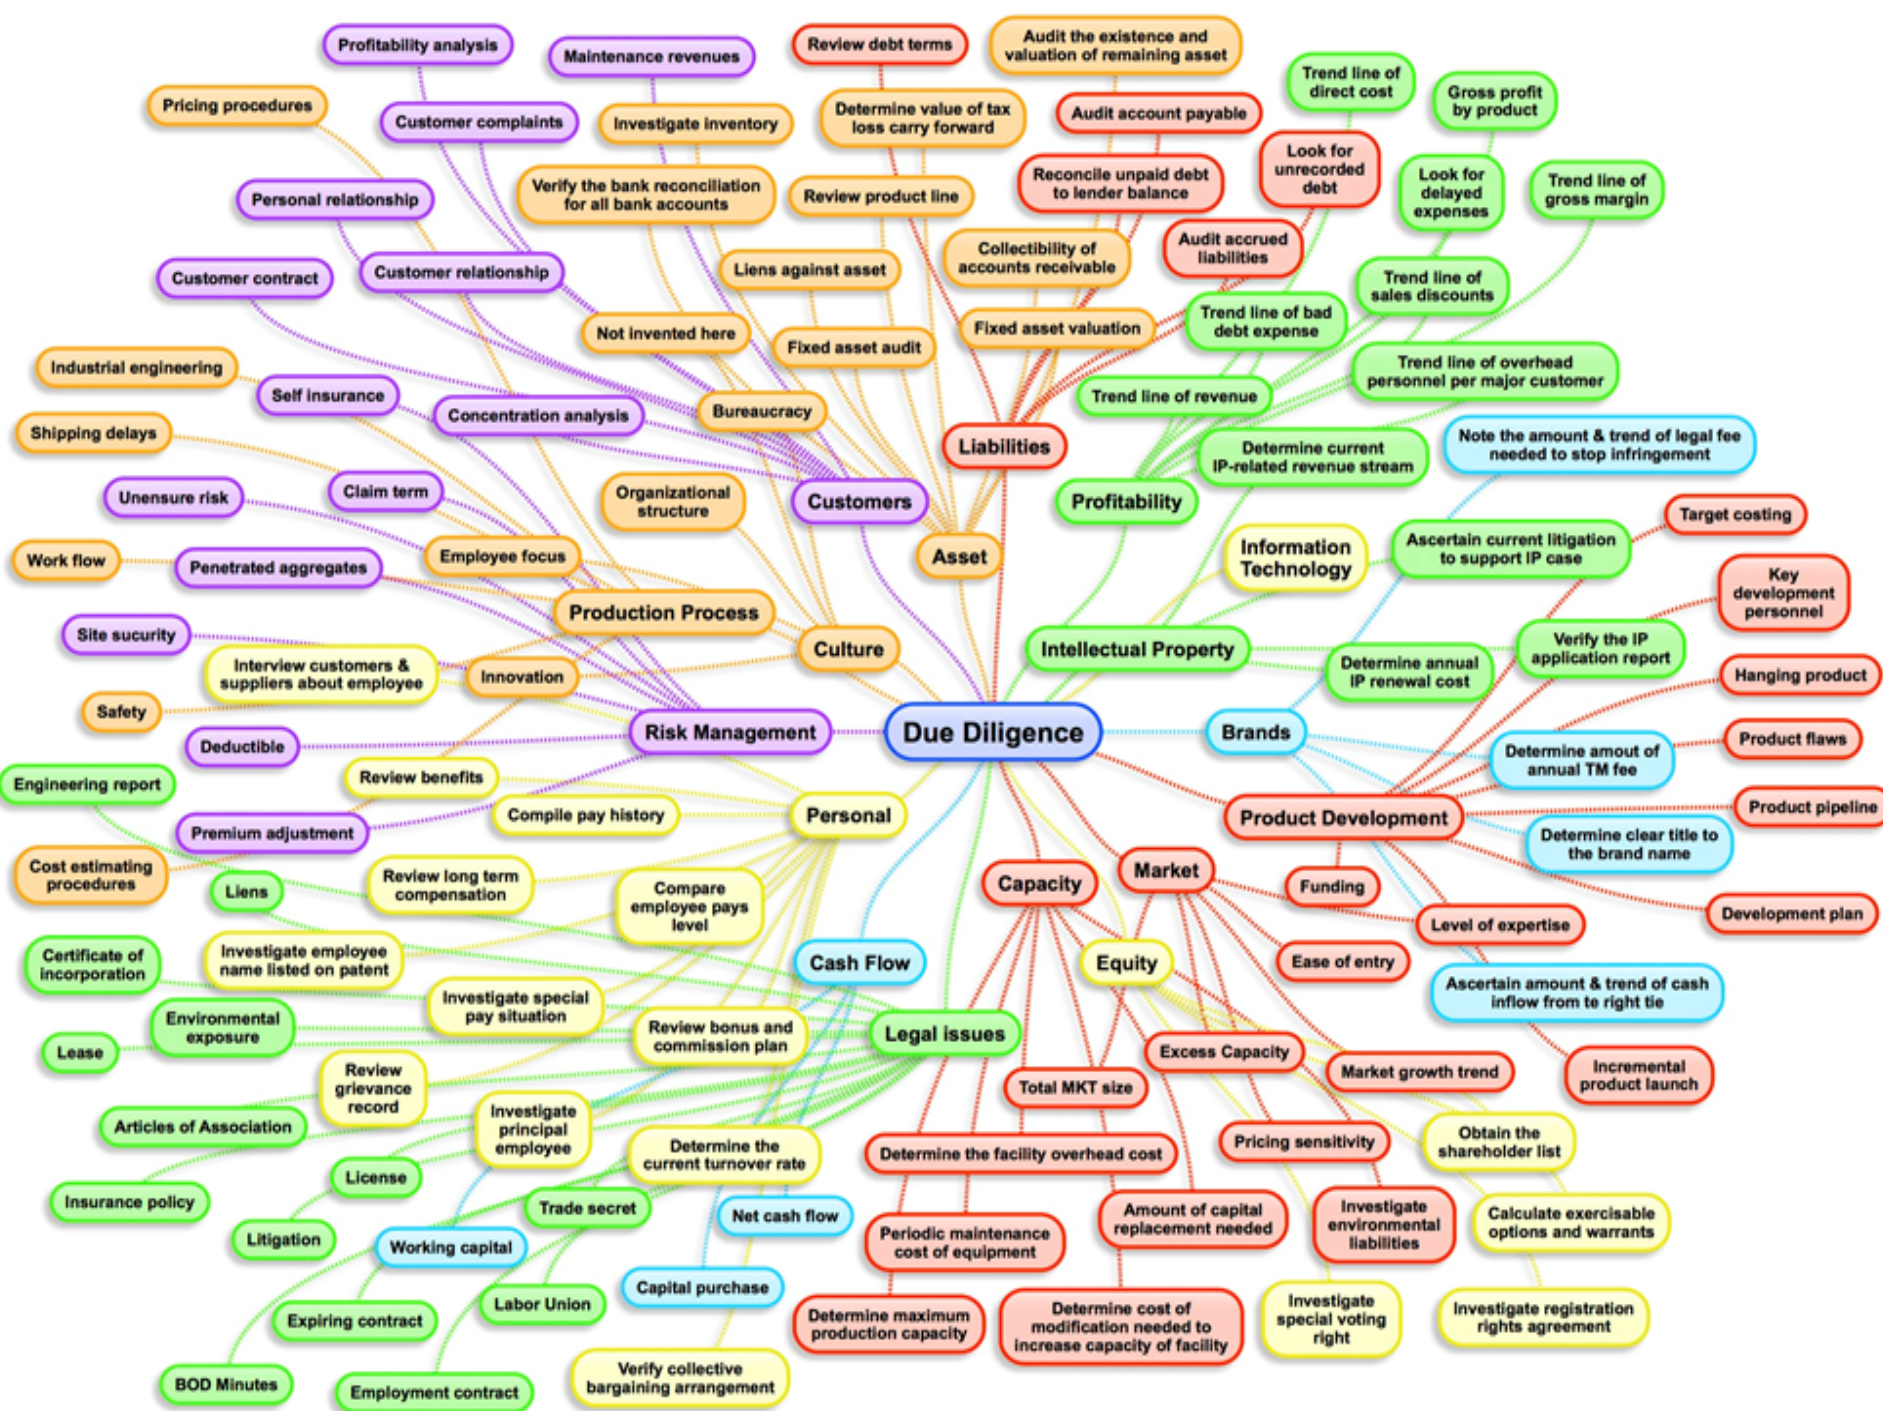 Profitability analysis
Maintenance revenues
Review debt terms
Audit the existence and
valuation of remaining asset
Trend line of
direct cost
Gross profit
by product
Pricing procedures
Customer complaints
Investigate inventory
Determine value of tax
loss carry forward
Audit account payable
Look for
unrecorded
debt
Verify the bank reconciliation
for all bank accounts
Review product line
Reconcile unpaid debt
to lender balance
Look for
delayed
expenses
Trend line of
gross margin
Personal relationship
Audit accrued
liabilities
Customer contract
Customer relationship
Liens against asset
Collectibility of
accounts receivable
Trend line of
sales discounts
Not invented here
Fixed asset audit
Fixed asset valuation
Trend line of bad
debt expense
Industrial engineering
Self insurance
Concentration analysis
Bureaucracy
Trend line of revenue
Trend line of overhead
personnel per major customer
Shipping delays
Liabilities
Determine current
IP-related revenue stream
Note the amount & trend of legal fee
needed to stop infringement
Unensure risk
Claim term
Organizational
structure
Customers
Profitability
Target costing
Work flow
Penetrated aggregates
Employee focus
Asset
Information
Technology
Ascertain current litigation
to support IP case
Key
development
personnel
Production Process
Site sucurity
Interview customers &
suppliers about employee
Innovation
Culture
Intellectual Property
Determine annual
IP renewal cost
Verify the IP
application report
Hanging product
Safety
Deductible
Risk Management
Due Diligence
Brands
Determine amout of
annual TM fee
Product flaws
Engineering report
Review benefits
Compile pay history
Personal
Product Development
Product pipeline
Premium adjustment
Determine clear title to
the brand name
Cost estimating
procedures
Liens
Review long term
compensation
Compare
employee pays
level
Capacity
Market
Funding
Level of expertise
Development plan
Certificate of
incorporation
Investigate employee
name listed on patent
Cash Flow
Equity
Ease of entry
Ascertain amount & trend of cash
inflow from te right tie
Environmental
exposure
Investigate special
pay situation
Review bonus and
commission plan
Legal issues
Lease
Excess Capacity
Market growth trend
Incremental
product launch
Review
grievance
record
Total MKT size
Articles of Association
Investigate
principal
employee
Determine the
current turnover rate
Determine the facility overhead cost
Pricing sensitivity
Obtain the
shareholder list
Insurance policy
License
Trade secret
Net cash flow
Litigation
Working capital
Periodic maintenance
cost of equipment
Amount of capital
replacement needed
Investigate
environmental
liabilities
Calculate exercisable
options and warrants
Capital purchase
Expiring contract
Labor Union
Determine maximum
production capacity
Determine cost of
modification needed to
increase capacity of facility
Investigate
special voting
right
Investigate registration
rights agreement
BOD Minutes
Employment contract
Verify collective
bargaining arrangement